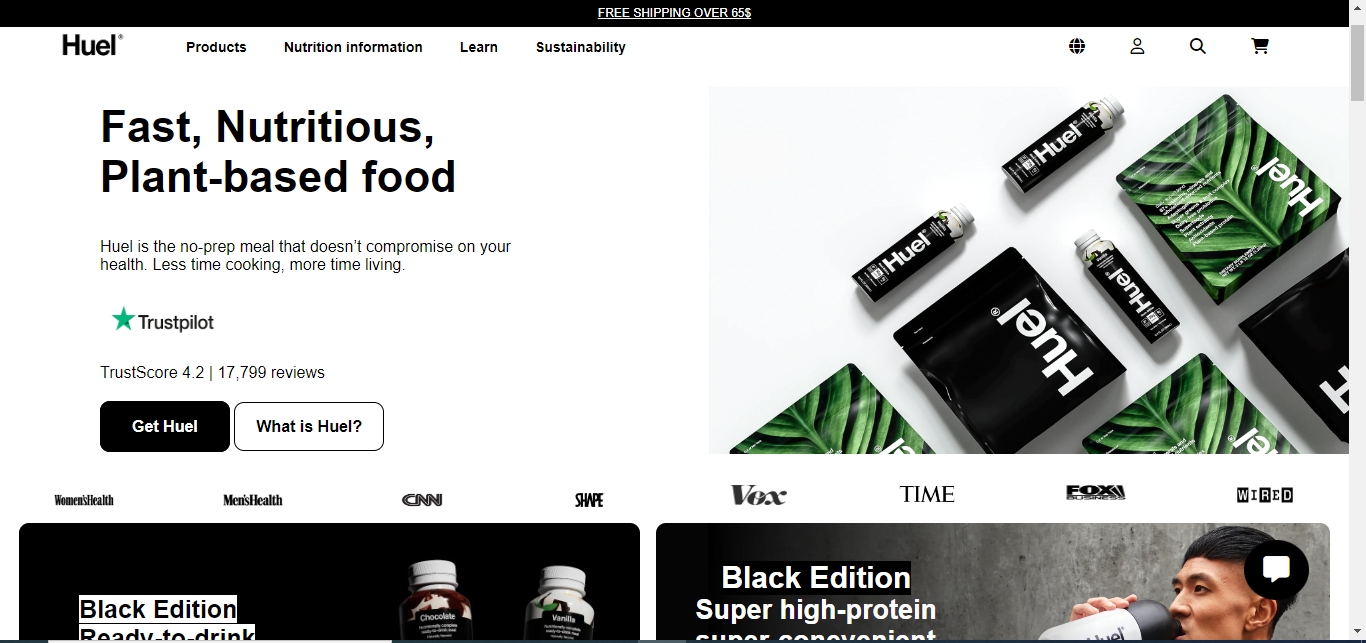 FREE SHIPPING OVER 65$
Huel®
Products
Nutrition information
Learn
Sustainability
Fast, Nutritious,
Plant-based food
Huel is the no-prep meal that doesn’t compromise on your
health. Less time cooking, more time living.
Trustpilot
TrustScore 4.2 | 17,799 reviews
Get Huel
What is Huel?
Huel
Huel
Huel
Huel
Huel
Huel
Huel
Women'sHealth
Men'sHealth
CNN
SHAPE
Vox
TIME
FOX
BUSINESS
WIRED
Black Edition
Ready-to-drink
Chocolate
Vanilla
Black Edition
Super high-protein
super conevenient
Huel